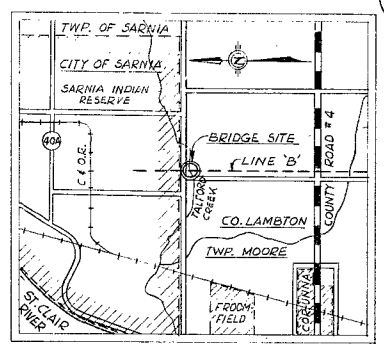 TWP. OF SARNIA
CITY OF SARNIA
SARNIA INDIAN
RESERVE
N
40A
C & O.R.
BRIDGE SITE
LINE 'B'
TALFORD
CREEK
COUNTY ROAD # 4
CO. LAMBTON
TWP. MOORE
ST. CLAIR
RIVER
FROOM-
FIELD
CORUNNA